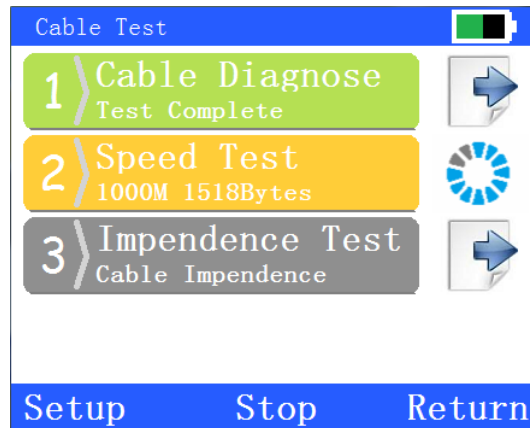 Cable Test
1 Cable Diagnose
Test Complete
2 Speed Test
1000M 1518Bytes
3 Impendence Test
Cable Impendence
Setup Stop Return